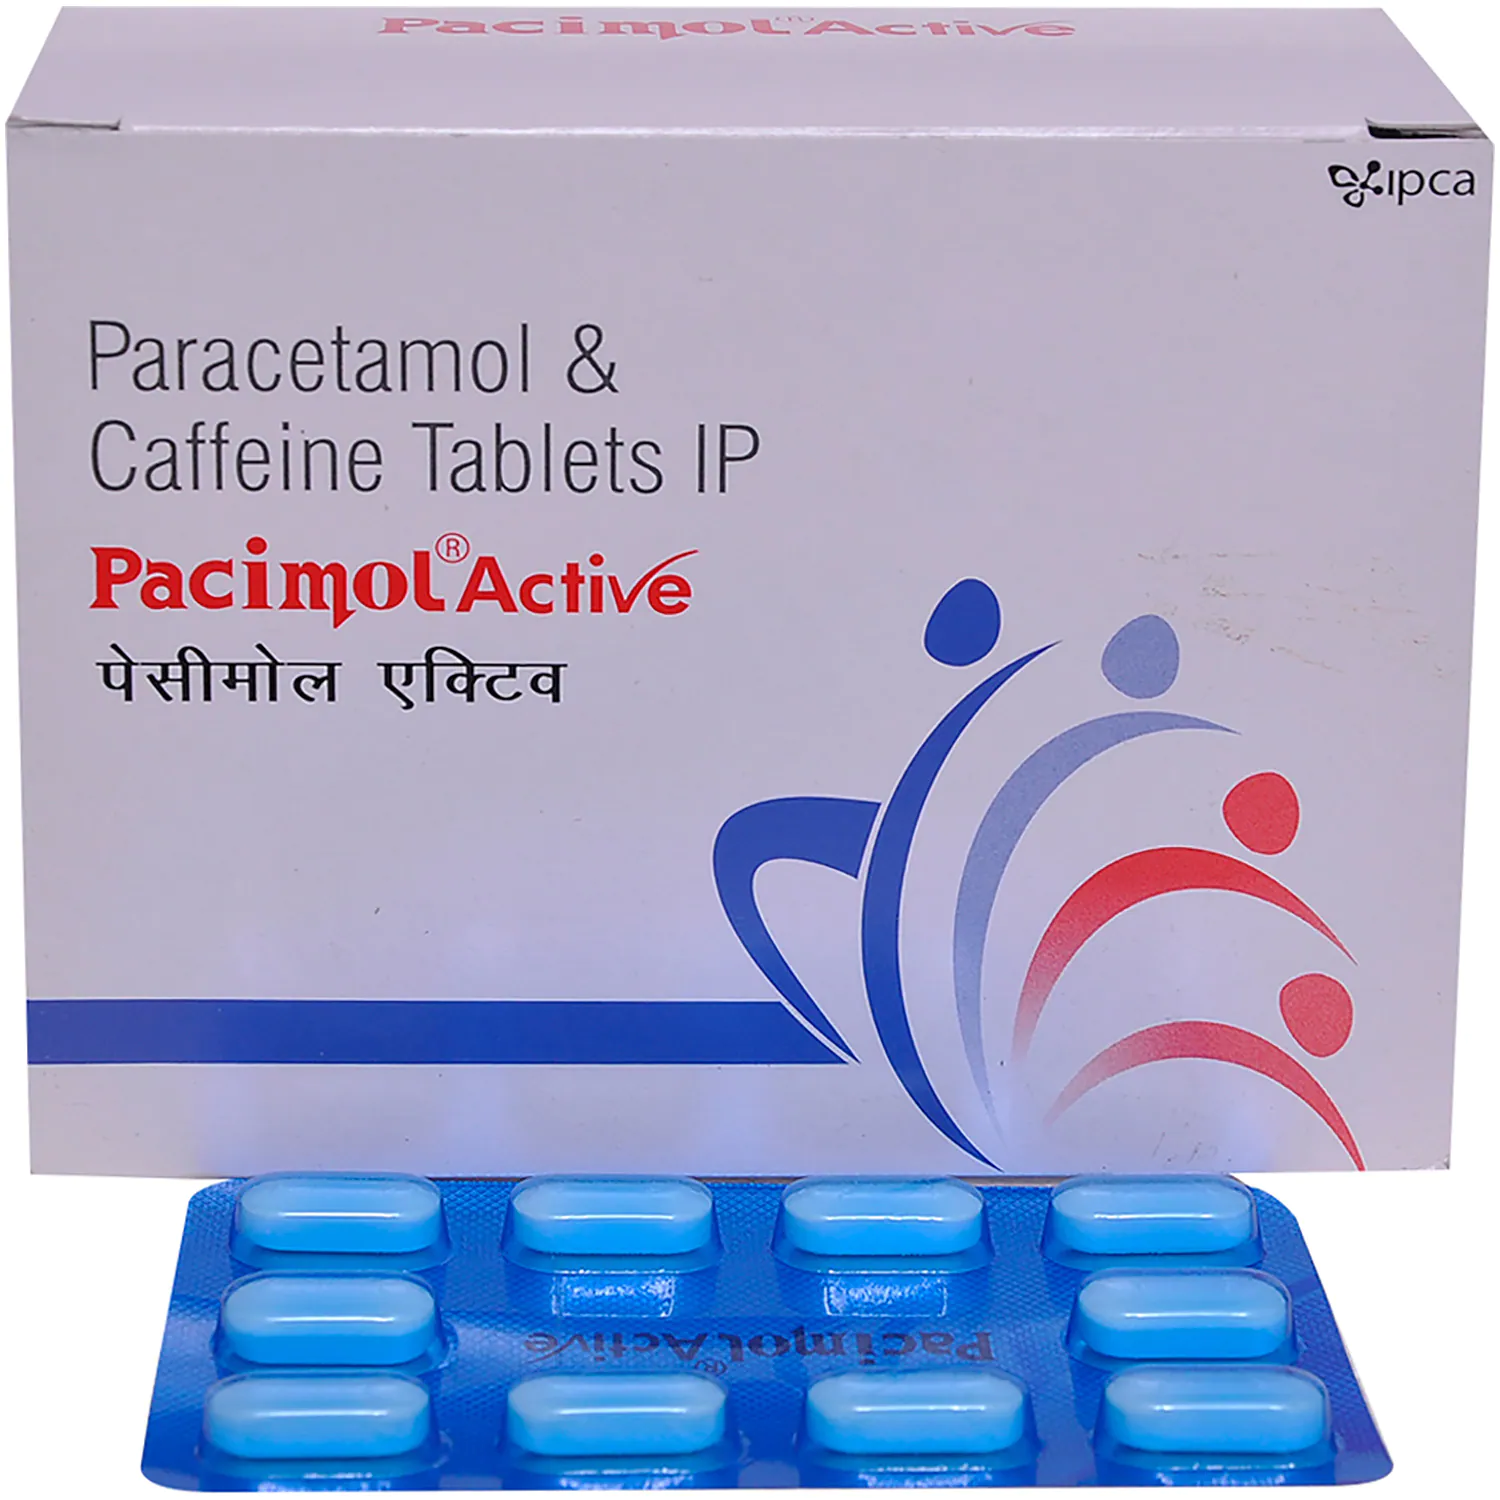 Pacimol Active
ipca
Paracetamol &
Caffeine Tablets IP
Pacimol® Active
पेसीमोल एक्टिव
Pacimol® Active